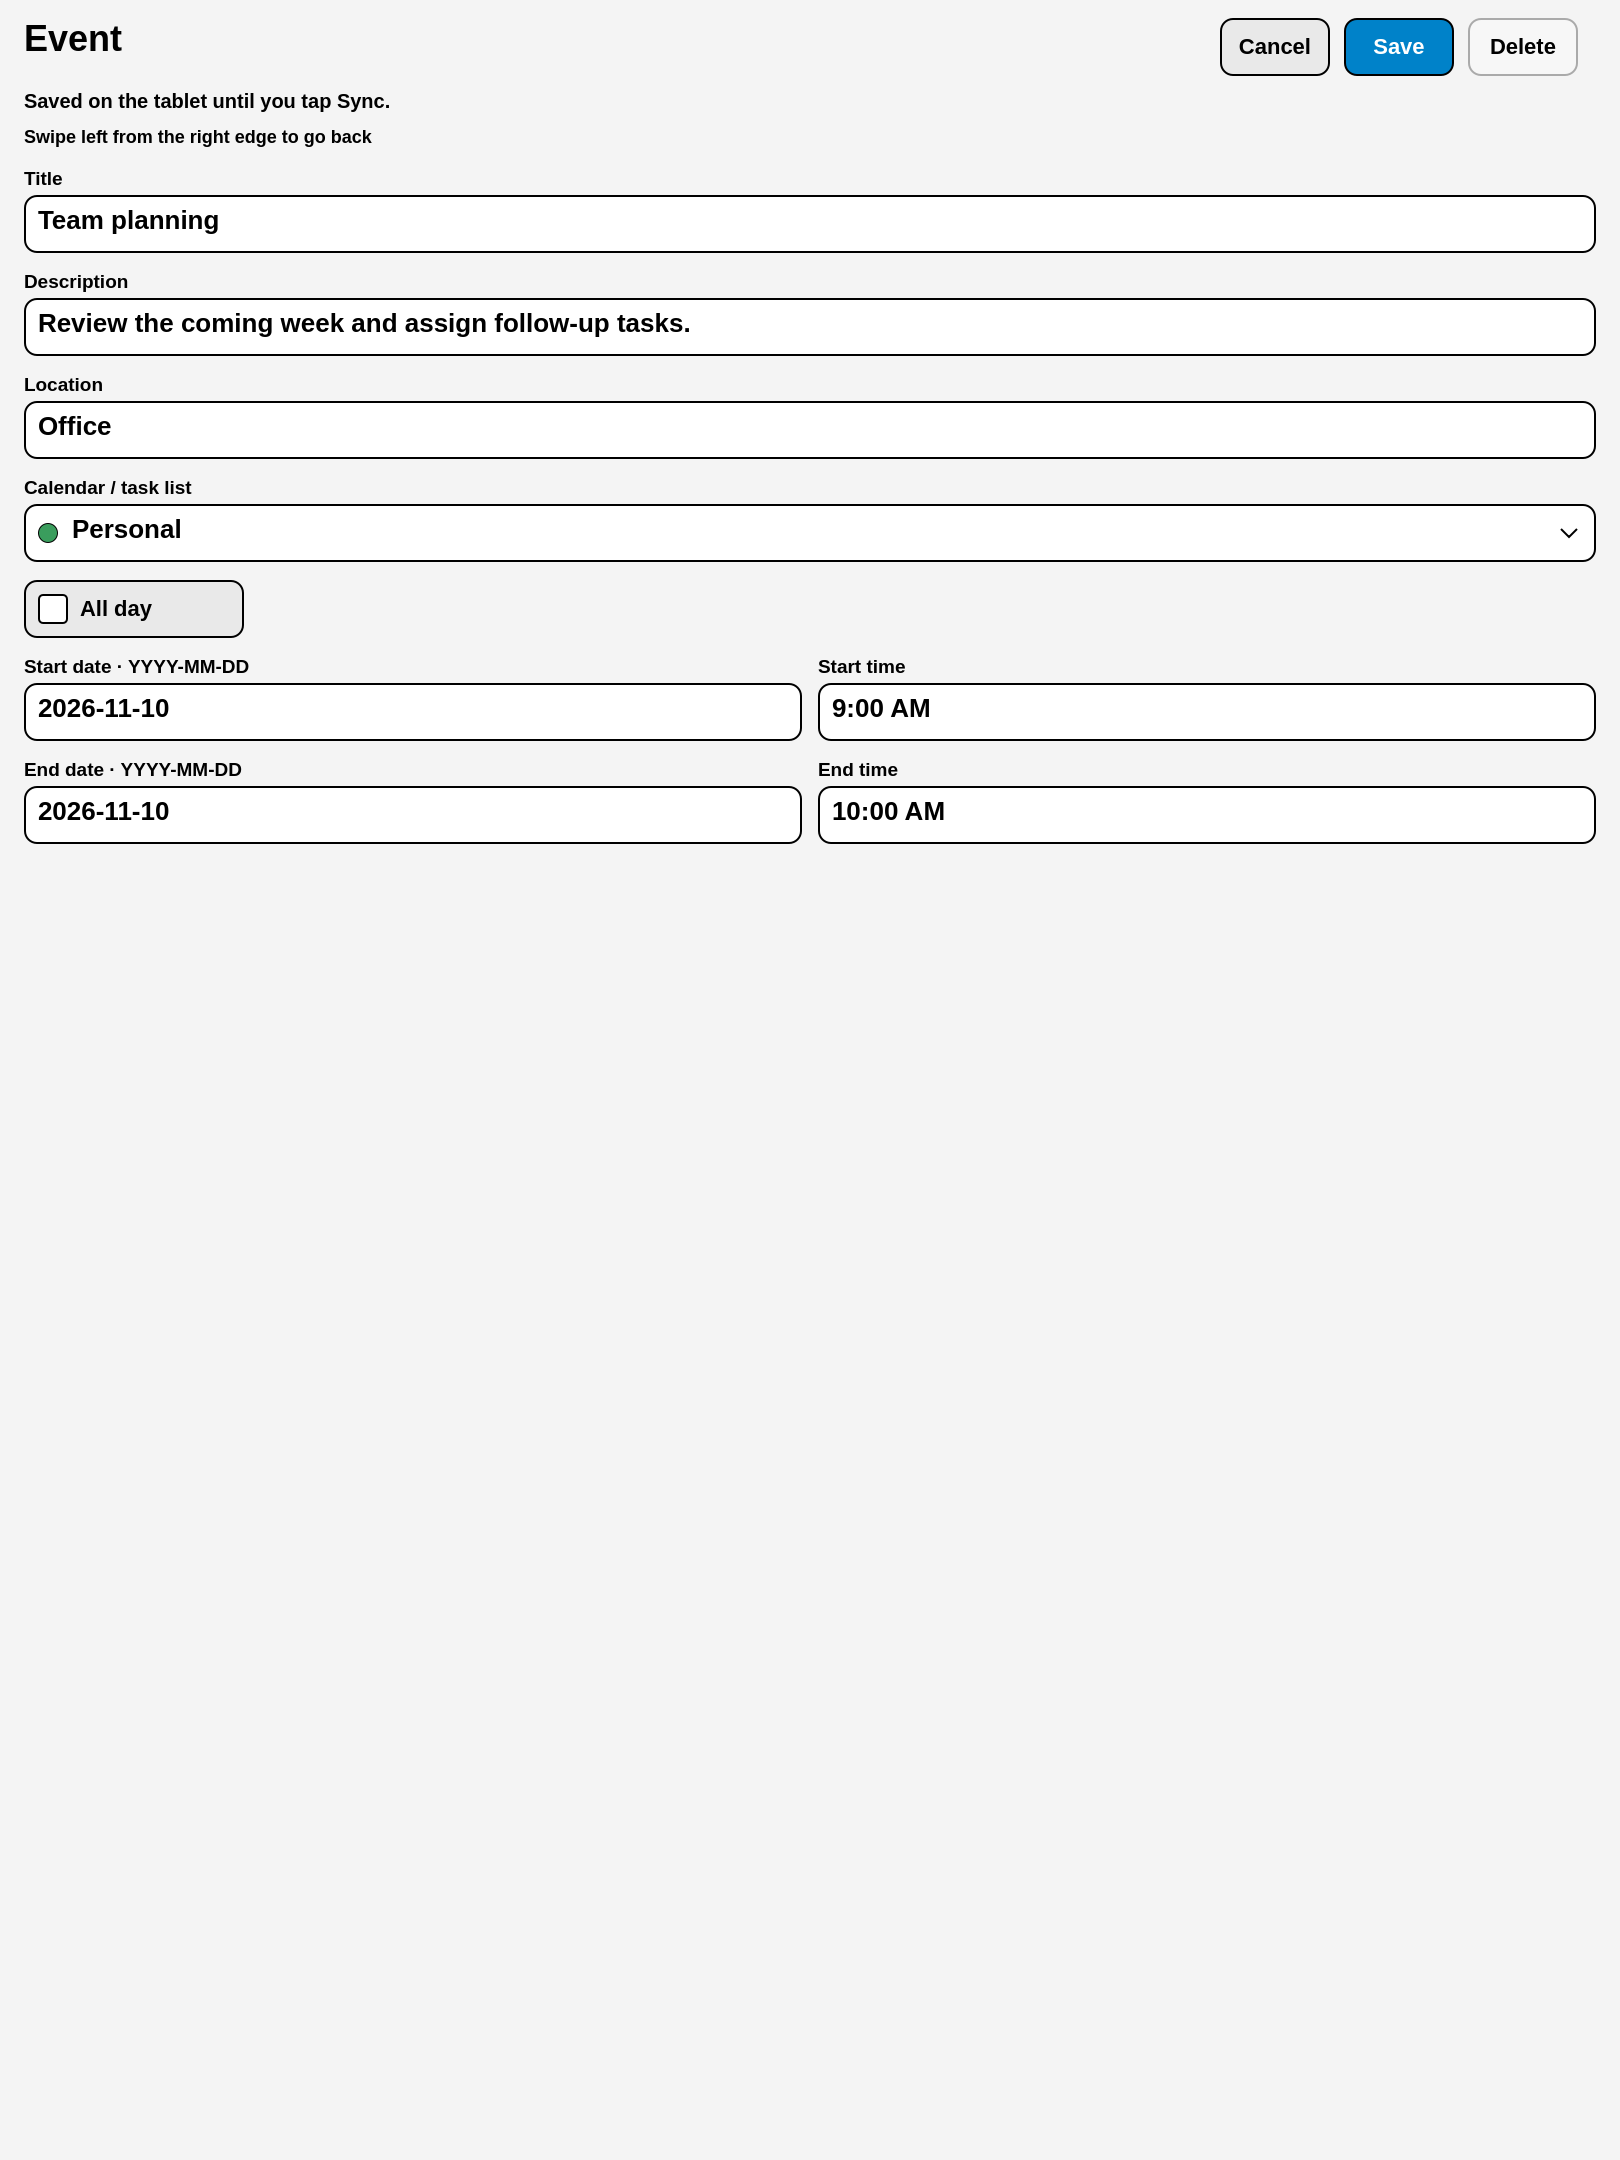 Event
Cancel
Save
Delete
Saved on the tablet until you tap Sync.
Swipe left from the right edge to go back
Title
Team planning
Description
Review the coming week and assign follow-up tasks.
Location
Office
Calendar / task list
Personal
All day
Start date · YYYY-MM-DD
Start time
2026-11-10
9:00 AM
End date · YYYY-MM-DD
End time
2026-11-10
10:00 AM